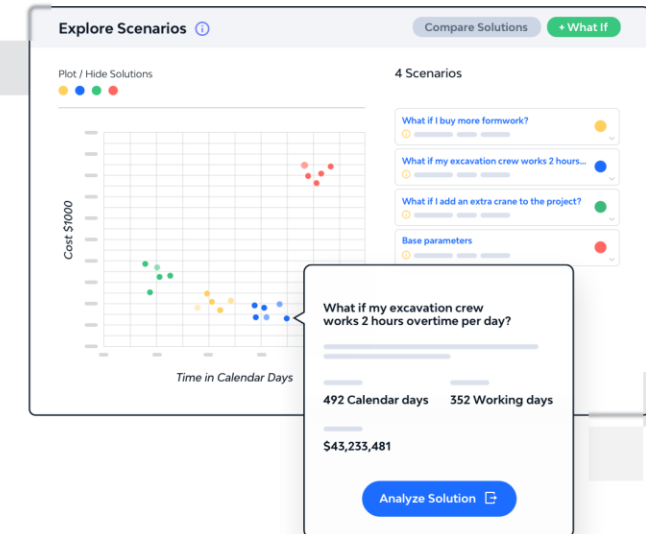 Explore Scenarios
Compare Solutions
+ What If
Plot / Hide Solutions
4 Scenarios
What if I buy more formwork?
What if my excavation crew works 2 hours...
What if I add an extra crane to the project?
Base parameters
Cost $1000
Time in Calendar Days
What if my excavation crew
works 2 hours overtime per day?
492 Calendar days
352 Working days
$43,233,481
Analyze Solution